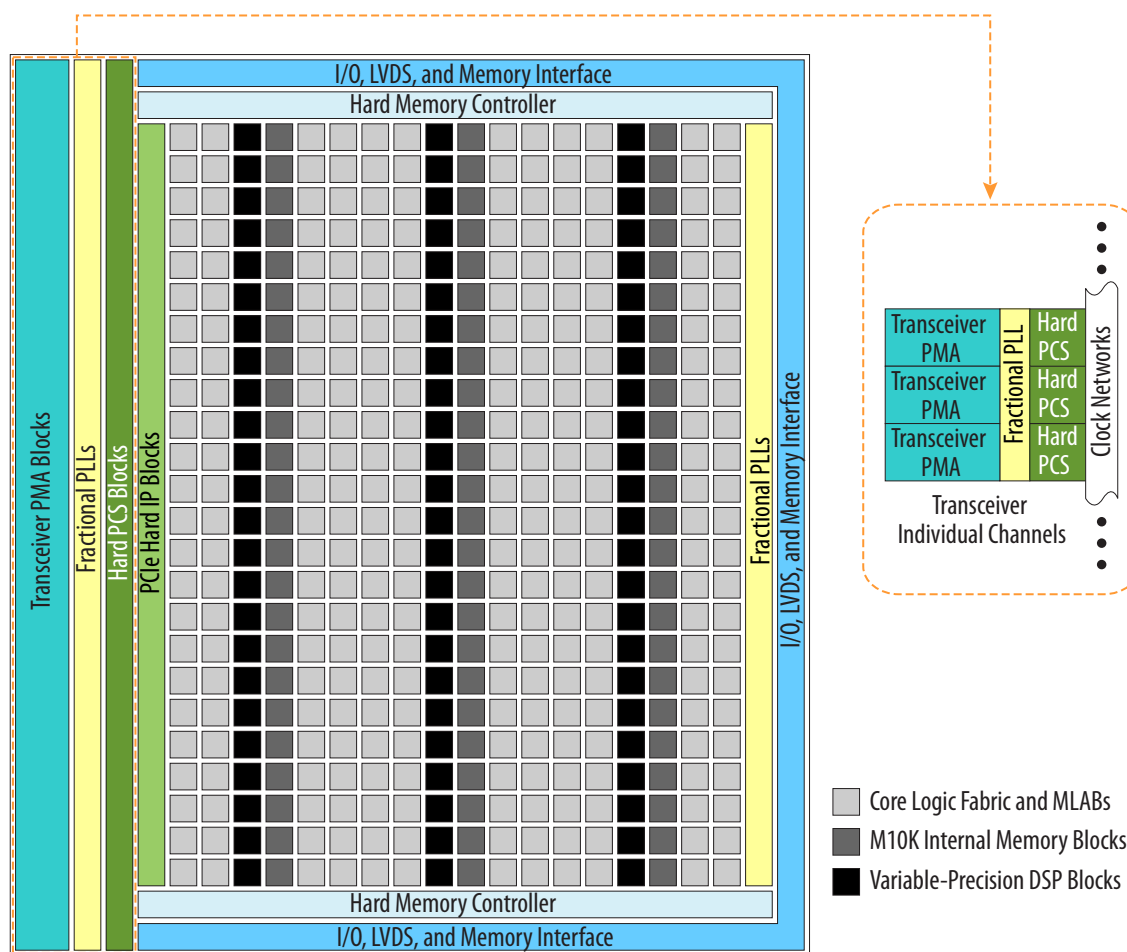 I/O, LVDS, and Memory Interface
Hard Memory Controller
Transceiver PMA Blocks
Fractional PLLs
Hard PCS Blocks
PCIe Hard IP Blocks
Fractional PLLs
I/O, LVDS, and Memory Interface
Hard Memory Controller
I/O, LVDS, and Memory Interface
Transceiver
PMA
Transceiver
PMA
Transceiver
PMA
Fractional PLL
Hard
PCS
Hard
PCS
Hard
PCS
Clock Networks
Transceiver
Individual Channels
Core Logic Fabric and MLABs
M10K Internal Memory Blocks
Variable-Precision DSP Blocks